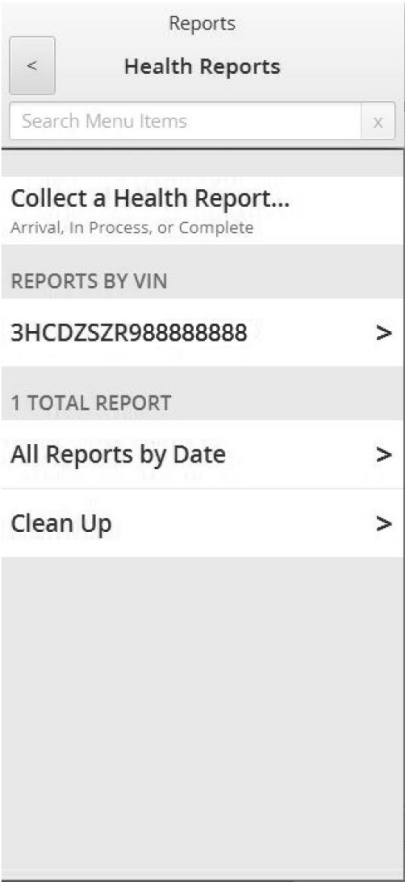 Reports
<
Health Reports
Search Menu Items
x
Collect a Health Report...
Arrival, In Process, or Complete
REPORTS BY VIN
3HCDZSZR988888888
>
1 TOTAL REPORT
All Reports by Date
>
Clean Up
>